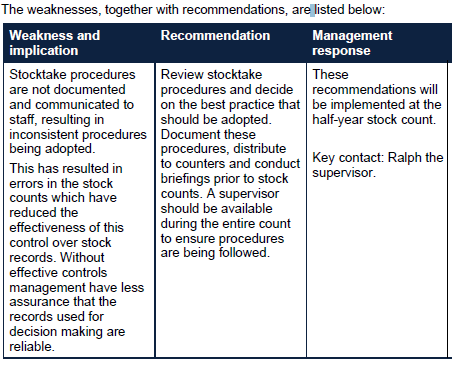 The weaknesses, together with recommendations, are listed below:
Weakness and
implication
Recommendation
Management
response
Stocktake procedures
are not documented
and communicated to
staff, resulting in
inconsistent procedures
being adopted.
This has resulted in
errors in the stock
counts which have
reduced the
effectiveness of this
control over stock
records. Without
effective controls
management have less
assurance that the
records used for
decision making are
reliable.
Review stocktake
procedures and decide
on the best practice that
should be adopted.
Document these
procedures, distribute
to counters and conduct
briefings prior to stock
counts. A supervisor
should be available
during the entire count
to ensure procedures
are being followed.
These
recommendations will
be implemented at the
half-year stock count.
Key contact: Ralph the
supervisor.